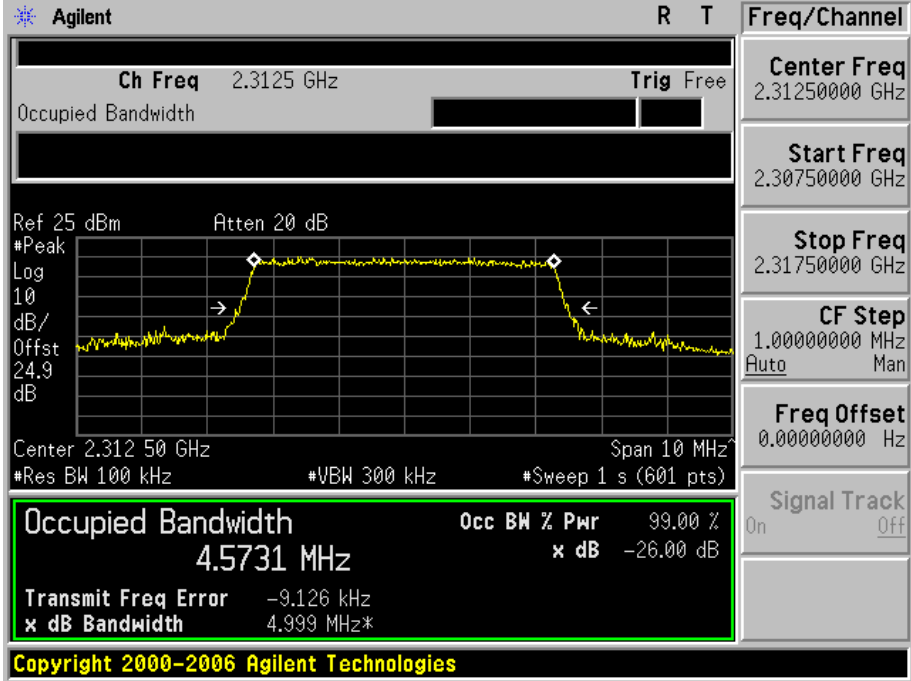 Agilent R T Freq/Channel
Ch Freq 2.3125 GHz Trig Free
Occupied Bandwidth
Center Freq
2.31250000 GHz
Start Freq
2.30750000 GHz
Stop Freq
2.31750000 GHz
CF Step
1.00000000 MHz
Auto Man
Freq Offset
0.00000000 Hz
Signal Track
On Off
Ref 25 dBm Atten 20 dB
#Peak
Log
10
dB/
Offst
24.9
dB
Center 2.312 50 GHz Span 10 MHz^
#Res BW 100 kHz #VBW 300 kHz #Sweep 1 s (601 pts)
Occupied Bandwidth Occ BW % Pwr 99.00 %
4.5731 MHz x dB -26.00 dB
Transmit Freq Error -9.126 kHz
x dB Bandwidth 4.999 MHz*
Copyright 2000-2006 Agilent Technologies